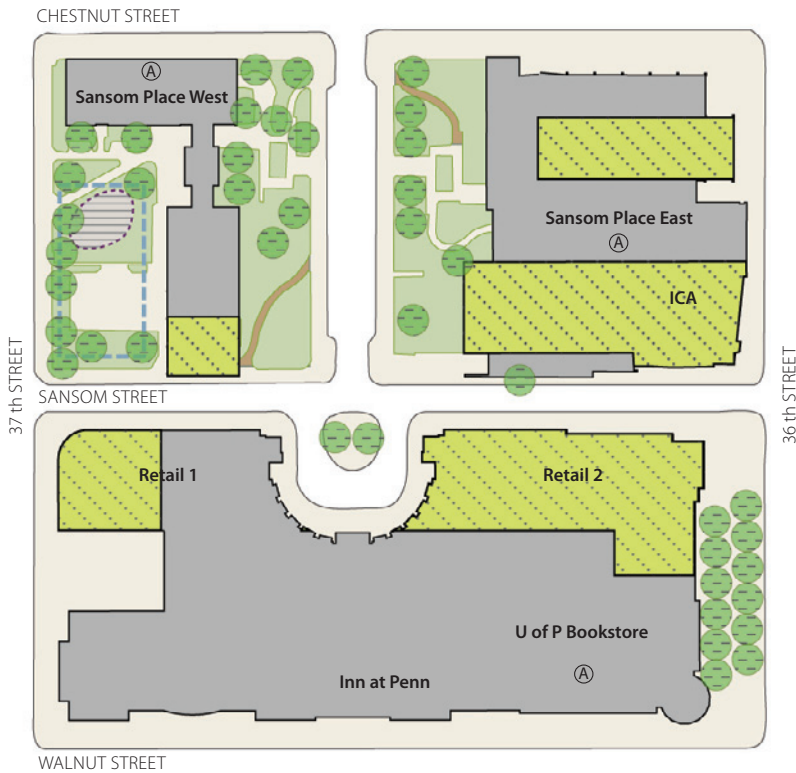 CHESTNUT STREET
A
Sansom Place West
Sansom Place East
A
ICA
37 th STREET
36 th STREET
SANSOM STREET
Retail 1
Retail 2
U of P Bookstore
A
Inn at Penn
WALNUT STREET